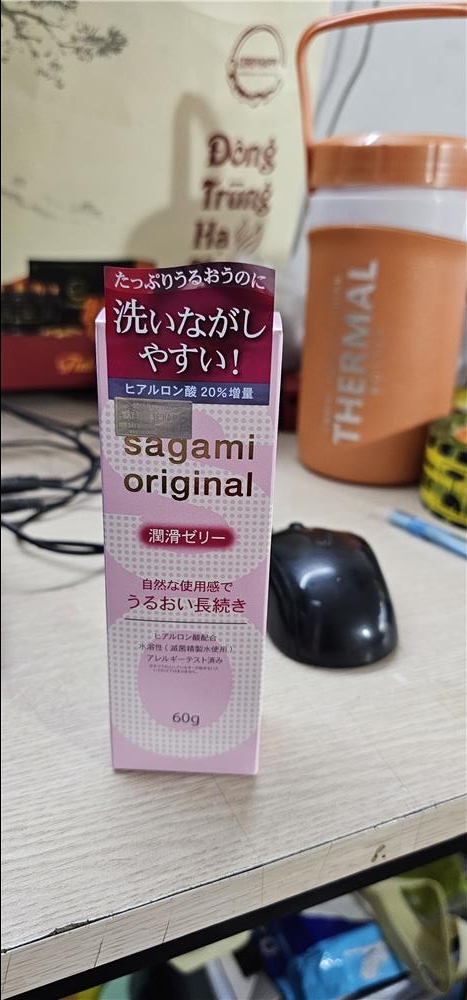 Đông
Trùng
Hạ
THERMAL
たっぷりうるおうのに
洗いながし
やすい!
ヒアルロン酸 20%増量
sagami
original
潤滑ゼリー
自然な使用感で
うるおい長続き
ヒアルロン酸配合
水溶性(滅菌精製水使用)
アレルギーテスト済み
60g